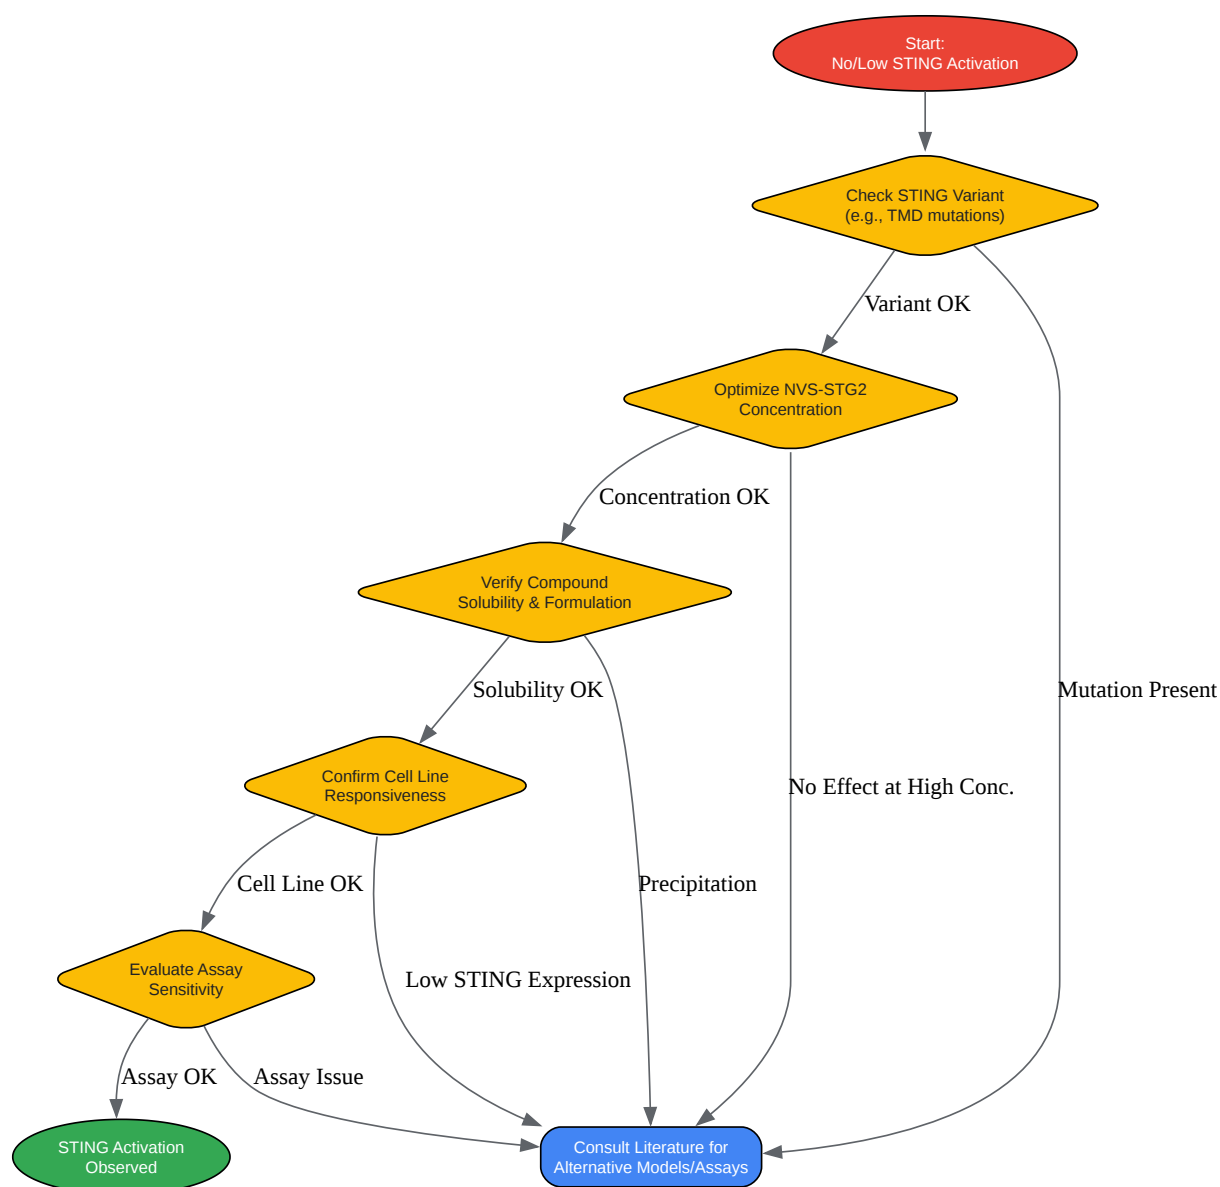 Start:
No/Low STING Activation
Check STING Variant
(e.g., TMD mutations)
Variant OK
Optimize NVS-STG2
Concentration
Concentration OK
Verify Compound
Solubility & Formulation
Solubility OK
Mutation Present
Confirm Cell Line
Responsiveness
No Effect at High Conc.
Cell Line OK
Precipitation
Evaluate Assay
Sensitivity
Low STING Expression
Assay OK
Assay Issue
STING Activation
Observed
Consult Literature for
Alternative Models/Assays